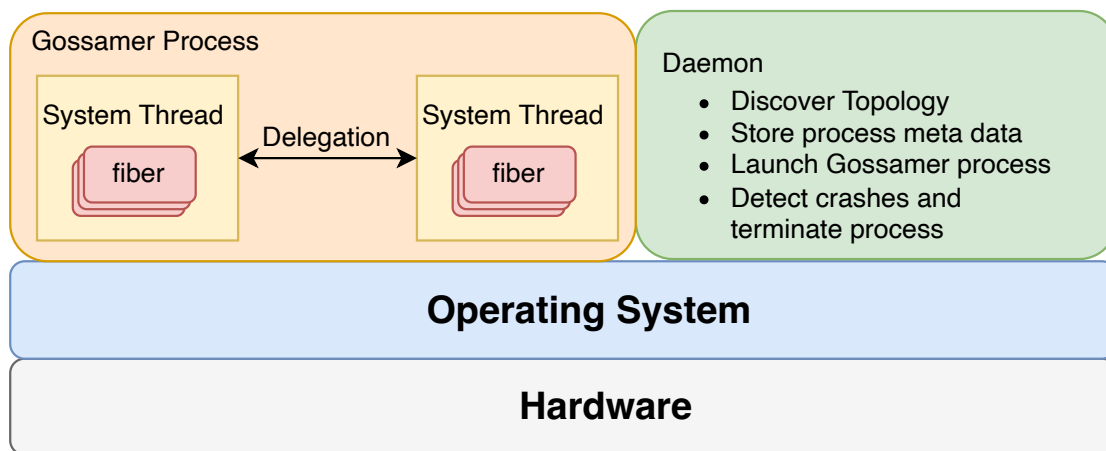 Gossamer Process
System Thread
fiber
Delegation
System Thread
fiber
Daemon
• Discover Topology
• Store process meta data
• Launch Gossamer process
• Detect crashes and
terminate process
Operating System
Hardware